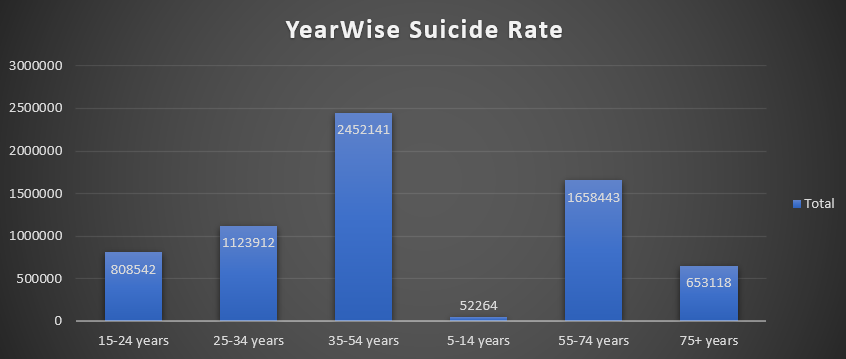 YearWise Suicide Rate
3000000
2500000
2000000
1500000
1000000
500000
0
808542
1123912
2452141
52264
1658443
653118
15-24 years
25-34 years
35-54 years
5-14 years
55-74 years
75+ years
Total